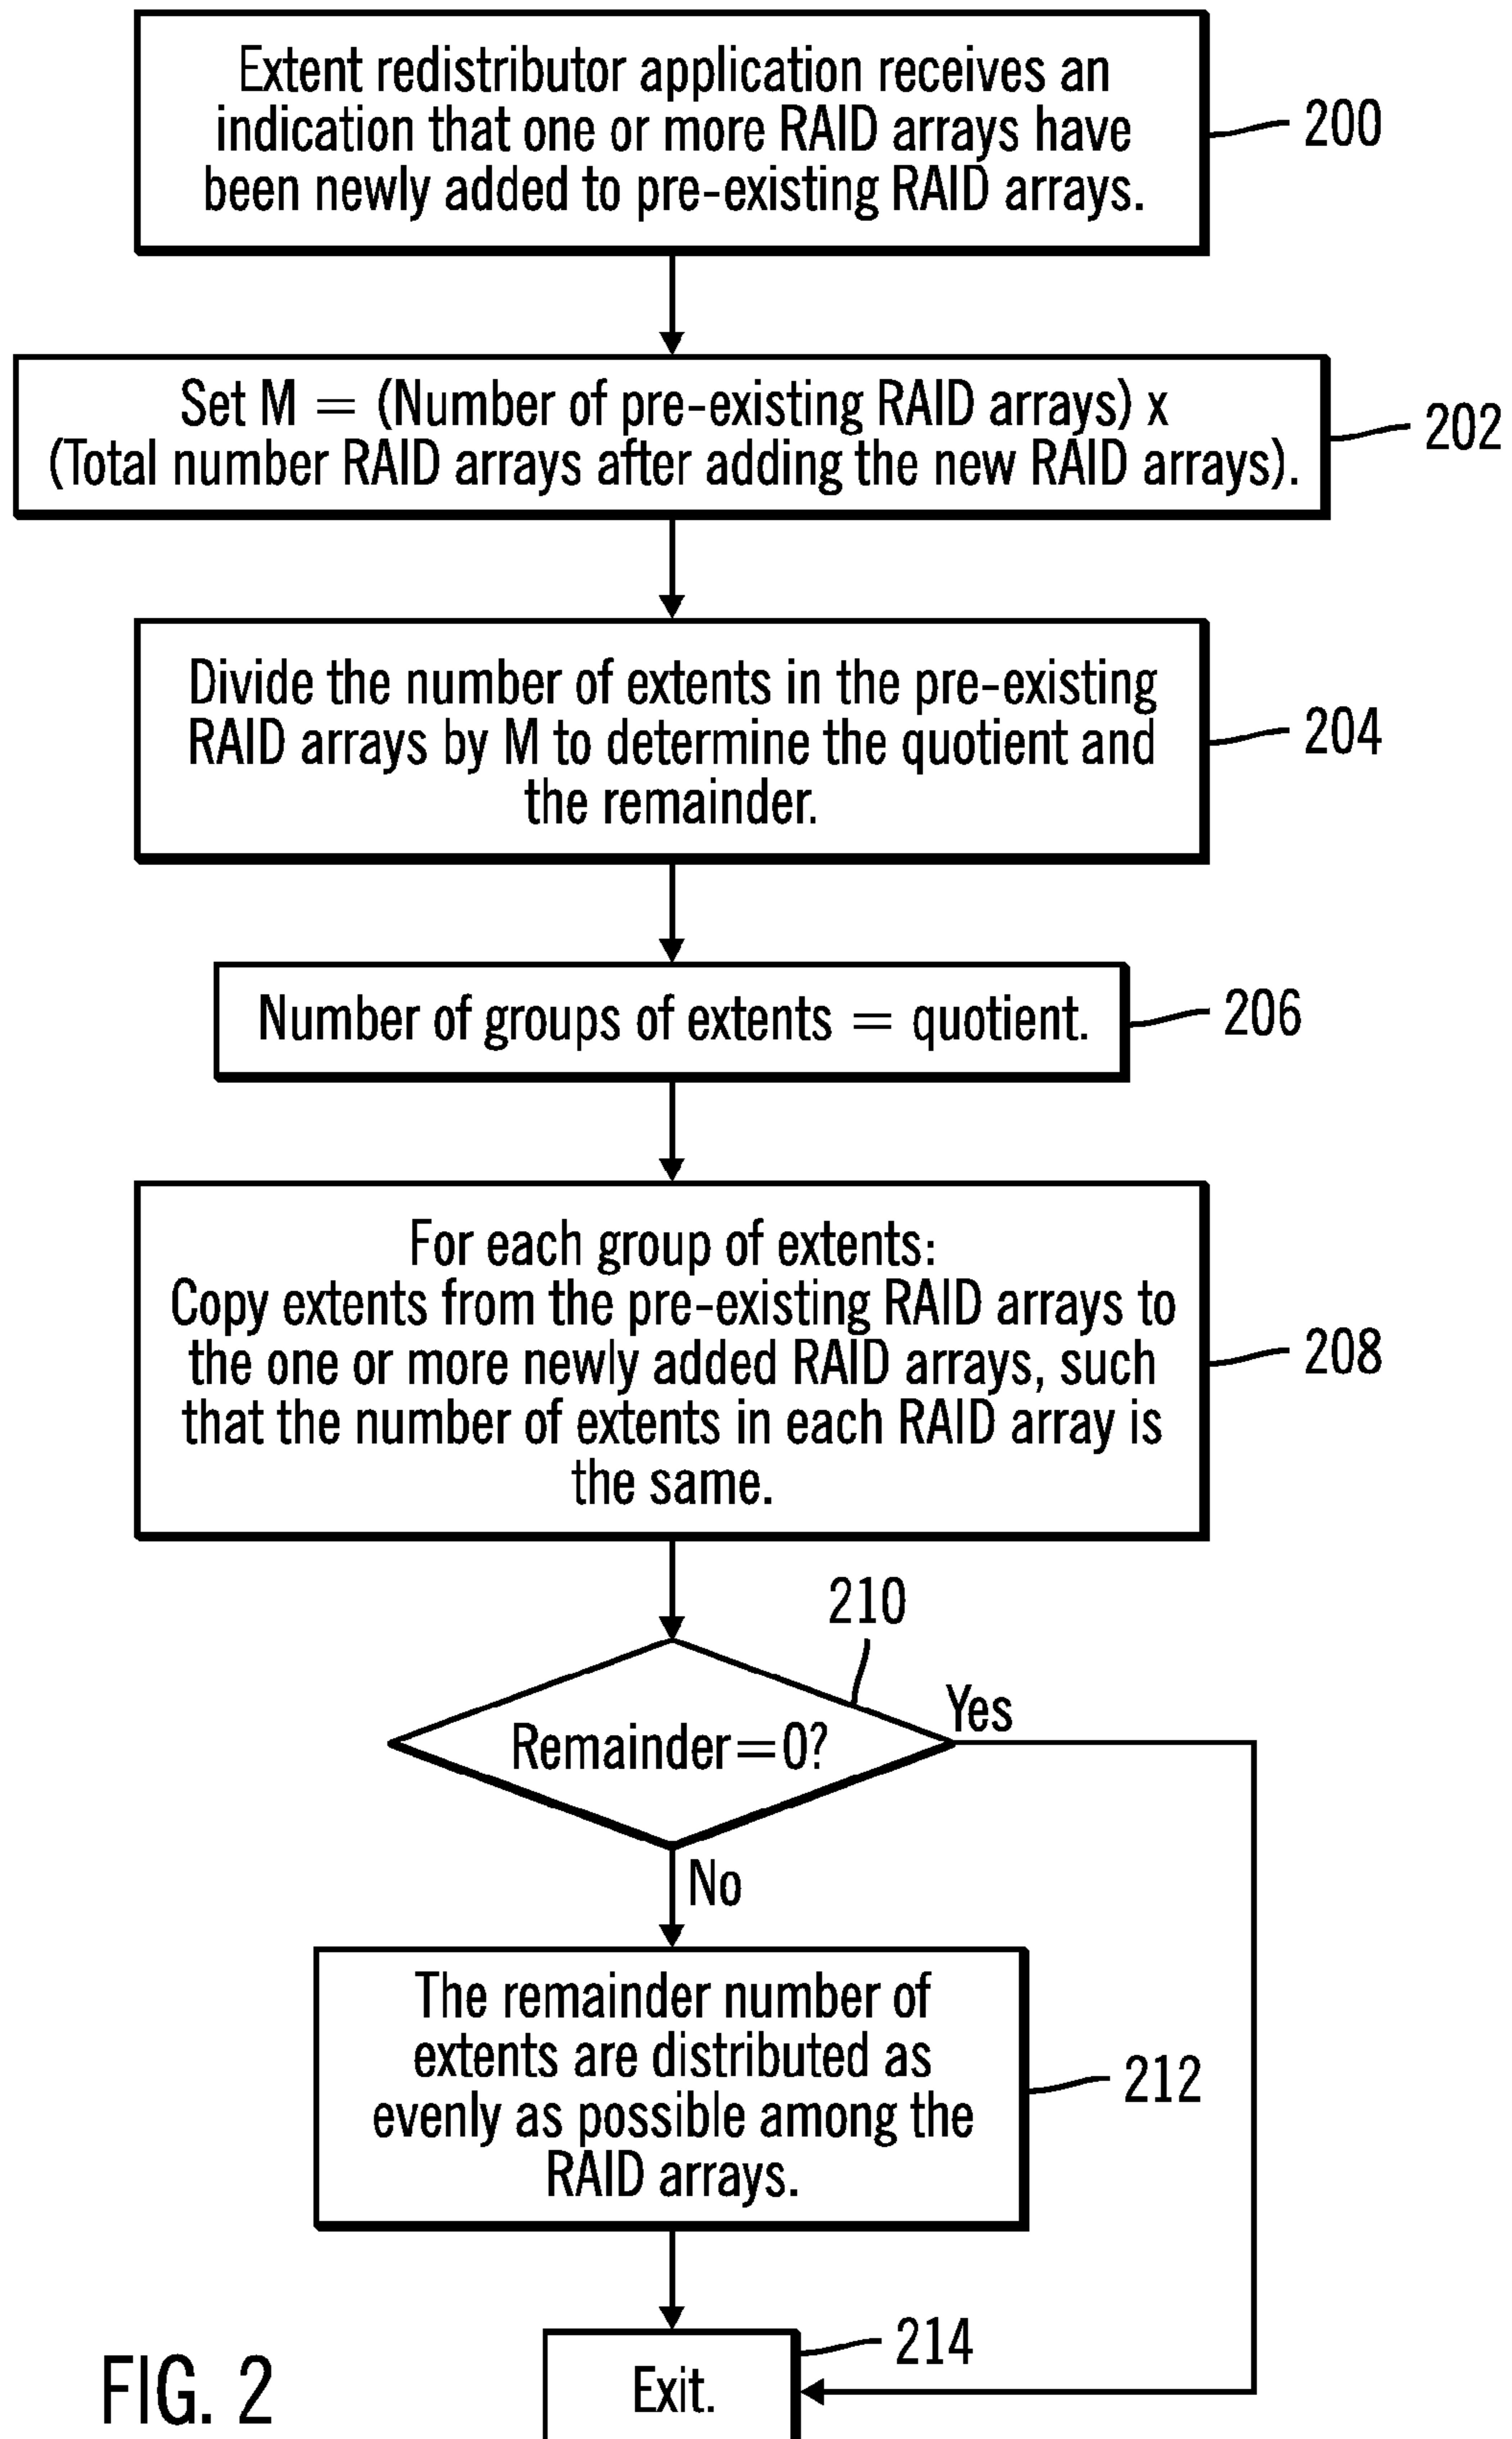 Extent redistributor application receives an
indication that one or more RAID arrays have
been newly added to pre-existing RAID arrays.
200
Set M = (Number of pre-existing RAID arrays) x
(Total number RAID arrays after adding the new RAID arrays).
202
Divide the number of extents in the pre-existing
RAID arrays by M to determine the quotient and
the remainder.
204
Number of groups of extents = quotient.
206
For each group of extents:
Copy extents from the pre-existing RAID arrays to
the one or more newly added RAID arrays, such
that the number of extents in each RAID array is
the same.
208
210
Remainder=0?
Yes
No
The remainder number of
extents are distributed as
evenly as possible among the
RAID arrays.
212
Exit.
214
FIG. 2